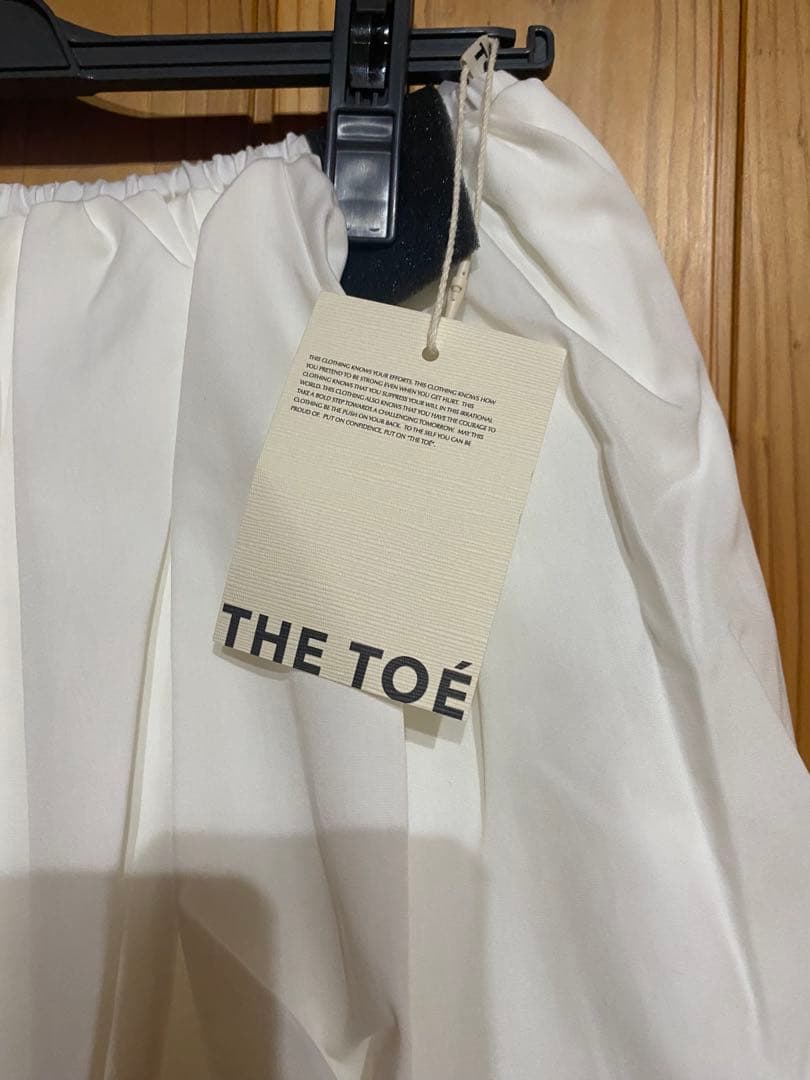 THIS CLOTHING KNOWS YOUR EFFORTS. THIS CLOTHING KNOWS HOW
YOU PRETEND TO BE STRONG EVEN WHEN YOU GET HURT. THIS
CLOTHING KNOWS THAT YOU SUPPRESS YOUR WILL IN THIS IRRATIONAL
WORLD. THIS CLOTHING ALSO KNOWS THAT YOU HAVE THE COURAGE TO
TAKE A BOLD STEP TOWARDS A CHALLENGING TOMORROW. MAY THIS
CLOTHING BE THE PUSH ON YOUR BACK. TO THE SELF YOU CAN BE
PROUD OF. PUT ON CONFIDENCE, PUT ON "THE TOÉ".
THE TOÉ